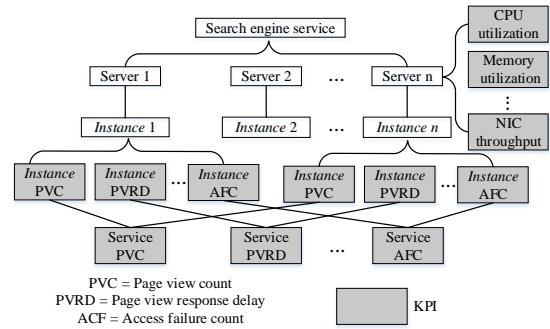 Search engine service
CPU
utilization
Server 1
Server 2
...
Server n
Memory
utilization
⋮
Instance 1
Instance 2
...
Instance n
NIC
throughput
Instance
PVC
Instance
PVRD
...
Instance
AFC
Instance
PVC
Instance
PVRD
...
Instance
AFC
Service
PVC
Service
PVRD
...
Service
AFC
PVC = Page view count
PVRD = Page view response delay
ACF = Access failure count
KPI